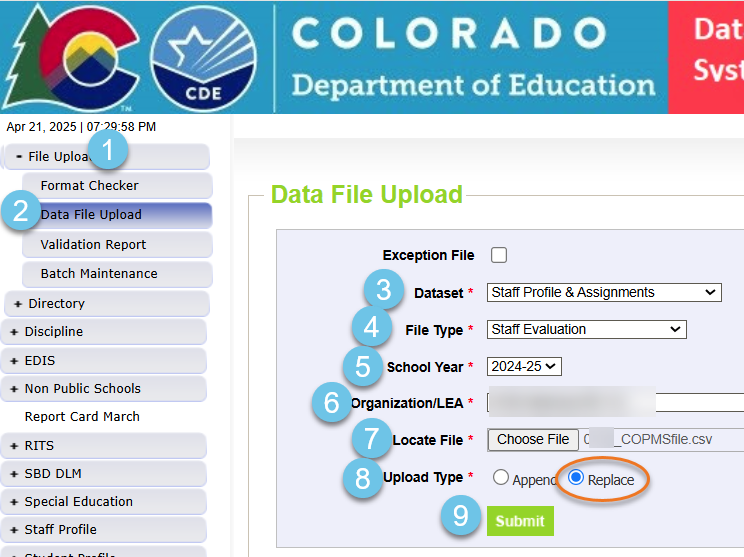 COLORADO
Department of Education
CDE
TM
Dat
Syst
Apr 21, 2025 | 07:29:58 PM
1
- File Uploa
Format Checker
2
Data File Upload
Validation Report
Batch Maintenance
+ Directory
+ Discipline
+ EDIS
+ Non Public Schools
Report Card March
+ RITS
+ SBD DLM
+ Special Education
+ Staff Profile
+ Student Profile
Data File Upload
Exception File
3 Dataset * Staff Profile & Assignments
4 File Type * Staff Evaluation
5 School Year * 2024-25
6 Organization/LEA *
7 Locate File * Choose File 0 _COPMSfile.csv
8 Upload Type * Append Replace
9 Submit